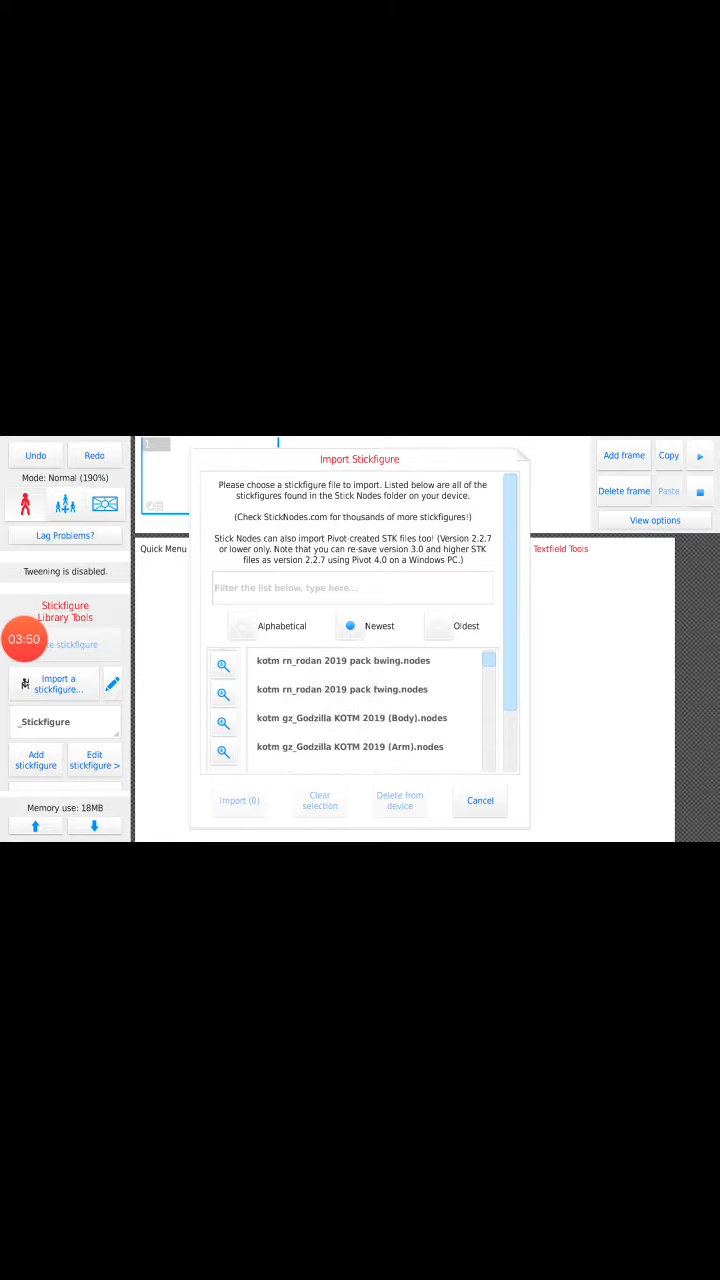 Undo
Redo
Mode: Normal (190%)
Lag Problems?
Tweening is disabled.
Stickfigure
Library Tools
03:50
stickfigure
Import a
stickfigure...
_Stickfigure
Add
stickfigure
Edit
stickfigure >
Memory use: 18MB
1
Quick Menu
Import Stickfigure
Please choose a stickfigure file to import. Listed below are all of the
stickfigures found in the Stick Nodes folder on your device.
(Check StickNodes.com for thousands of more stickfigures!)
Stick Nodes can also import Pivot-created STK files too! (Version 2.2.7
or lower only. Note that you can re-save version 3.0 and higher STK
files as version 2.2.7 using Pivot 4.0 on a Windows PC.)
Filter the list below, type here...
Alphabetical
Newest
Oldest
kotm rn_rodan 2019 pack bwing.nodes
kotm rn_rodan 2019 pack fwing.nodes
kotm gz_Godzilla KOTM 2019 (Body).nodes
kotm gz_Godzilla KOTM 2019 (Arm).nodes
Import (0)
Clear
selection
Delete from
device
Cancel
Add frame
Copy
Delete frame
Paste
View options
Textfield Tools